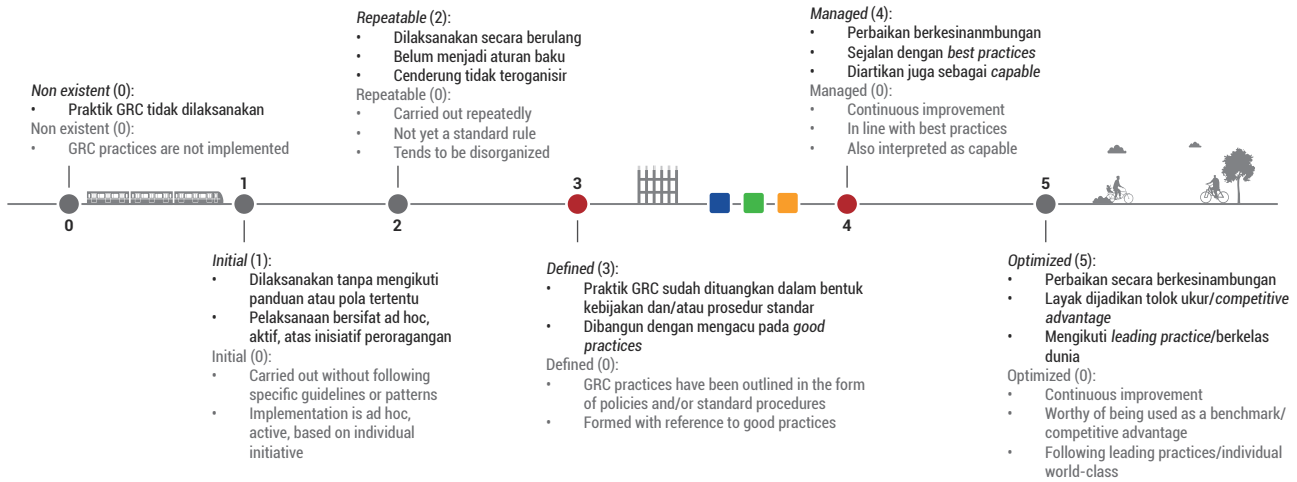 Non existent (0):
• Praktik GRC tidak dilaksanakan
Non existent (0):
• GRC practices are not implemented
0
1
Initial (1):
• Dilaksanakan tanpa mengikuti
panduan atau pola tertentu
• Pelaksanaan bersifat ad hoc,
aktif, atas inisiatif peroragangan
Initial (0):
• Carried out without following
specific guidelines or patterns
• Implementation is ad hoc,
active, based on individual
initiative
Repeatable (2):
• Dilaksanakan secara berulang
• Belum menjadi aturan baku
• Cenderung tidak teroganisir
Repeatable (0):
• Carried out repeatedly
• Not yet a standard rule
• Tends to be disorganized
2
3
Defined (3):
• Praktik GRC sudah dituangkan dalam bentuk
kebijakan dan/atau prosedur standar
• Dibangun dengan mengacu pada good
practices
Defined (0):
• GRC practices have been outlined in the form
of policies and/or standard procedures
• Formed with reference to good practices
Managed (4):
• Perbaikan berkesinanmbungan
• Sejalan dengan best practices
• Diartikan juga sebagai capable
Managed (0):
• Continuous improvement
• In line with best practices
• Also interpreted as capable
4
5
Optimized (5):
• Perbaikan secara berkesinambungan
• Layak dijadikan tolok ukur/competitive
advantage
• Mengikuti leading practice/berkelas
dunia
Optimized (0):
• Continuous improvement
• Worthy of being used as a benchmark/
competitive advantage
• Following leading practices/individual
world-class